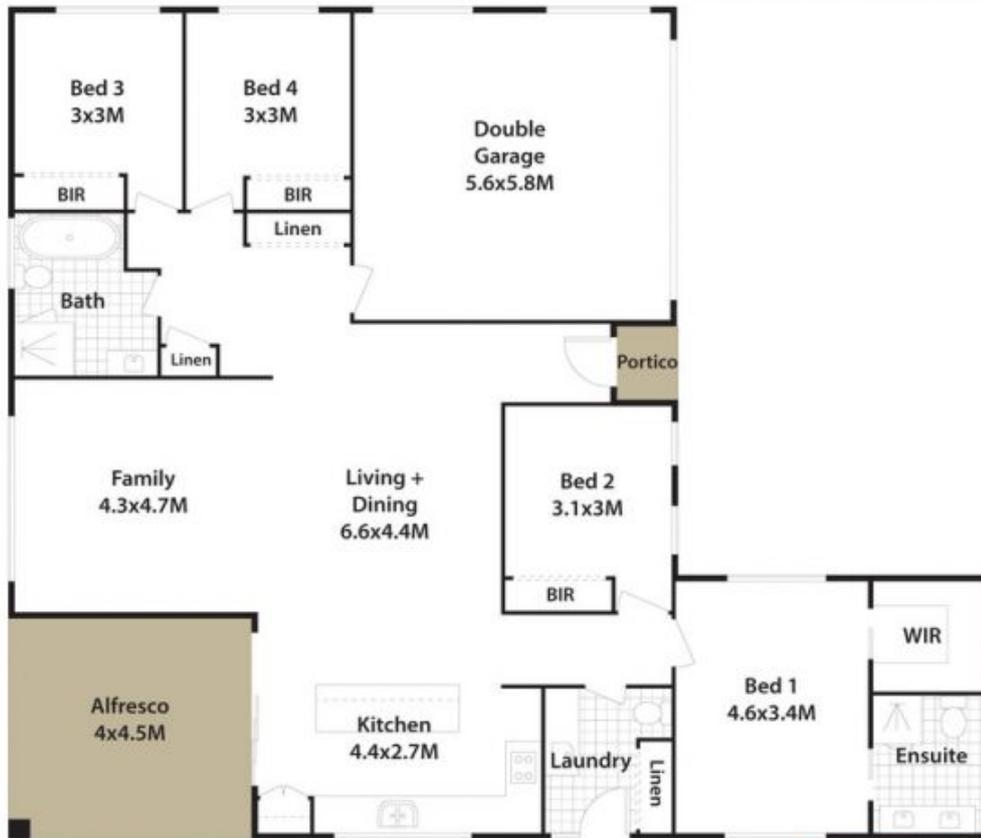 Bed 3
3x3M
BIR
Bed 4
3x3M
BIR
Linen
Double
Garage
5.6x5.8M
Bath
Linen
Portico
Family
4.3x4.7M
Living +
Dining
6.6x4.4M
Bed 2
3.1x3M
BIR
WIR
Alfresco
4x4.5M
Kitchen
4.4x2.7M
Laundry
Linen
Bed 1
4.6x3.4M
Ensuite